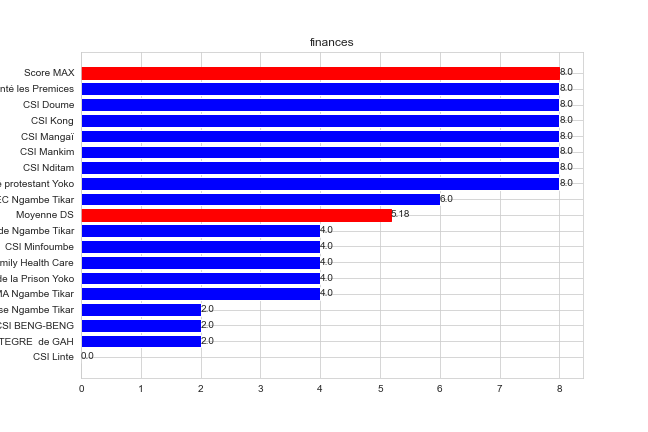 finances
Score MAX 8.0
nté les Premices 8.0
CSI Doume 8.0
CSI Kong 8.0
CSI Mangaï 8.0
CSI Mankim 8.0
CSI Nditam 8.0
e protestant Yoko 8.0
EC Ngambe Tikar 6.0
Moyenne DS 5.18
de Ngambe Tikar 4.0
CSI Minfoumbe 4.0
mily Health Care 4.0
de la Prison Yoko 4.0
MA Ngambe Tikar 4.0
se Ngambe Tikar 2.0
CSI BENG-BENG 2.0
TEGRE de GAH 2.0
CSI Linte 0.0
0 1 2 3 4 5 6 7 8